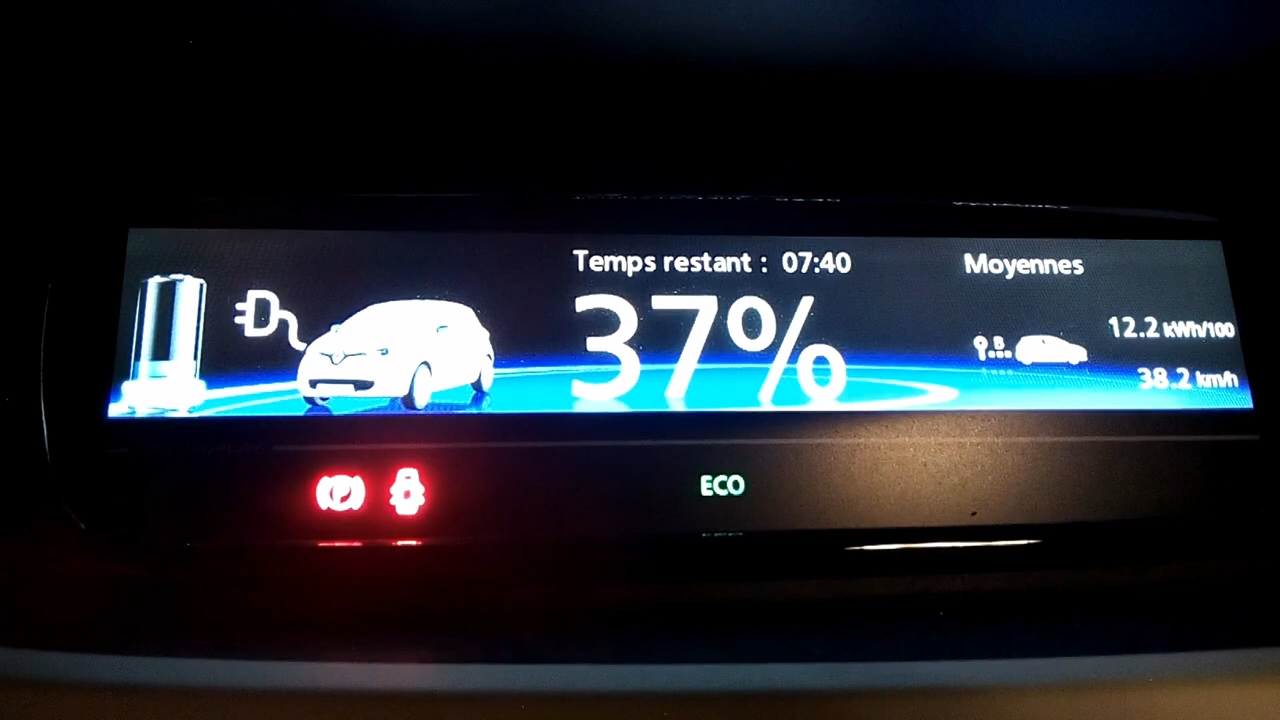 Temps restant : 07:40
37%
Moyennes
B
12.2 kWh/100
38.2 km/h
P
ECO